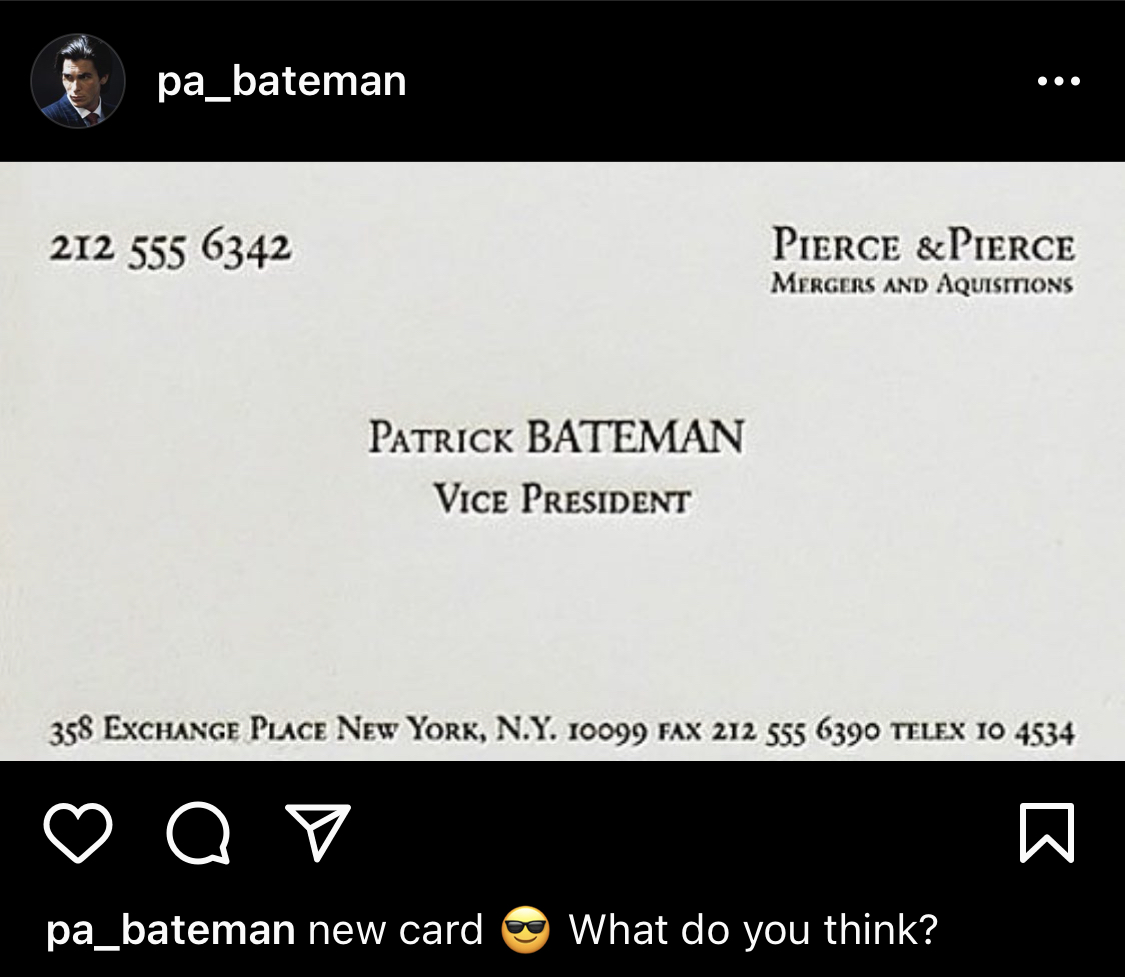 pa_bateman
212 555 6342
PIERCE &PIERCE
MERGERS AND AQUISITIONS
PATRICK BATEMAN
VICE PRESIDENT
358 EXCHANGE PLACE NEW YORK, N.Y. 10099 FAX 212 555 6390 TELEX 10 4534
pa_bateman new card 😎 What do you think?